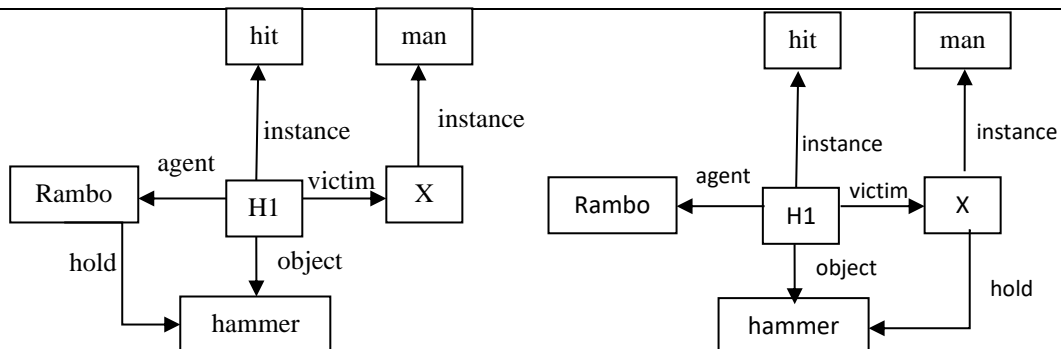 hit
man
instance
instance
agent
Rambo
victim
H1
X
hold
object
hammer
hit
man
instance
instance
agent
Rambo
victim
H1
X
object
hold
hammer